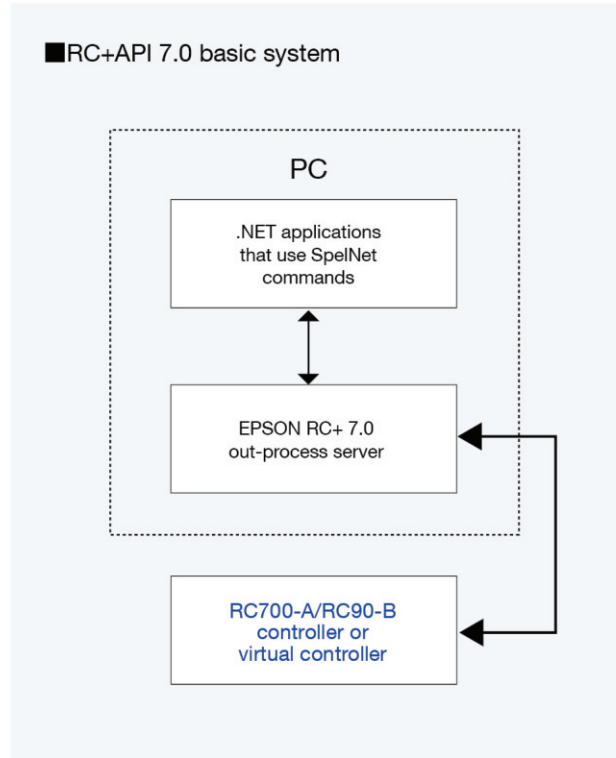 ■RC+API 7.0 basic system
PC
.NET applications
that use SpelNet
commands
EPSON RC+ 7.0
out-process server
RC700-A/RC90-B
controller or
virtual controller